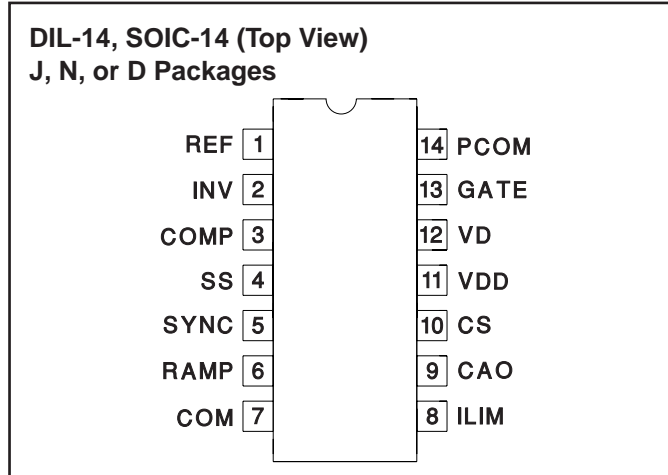 DIL-14, SOIC-14 (Top View)
J, N, or D Packages
REF 1 14 PCOM
INV 2 13 GATE
COMP 3 12 VD
SS 4 11 VDD
SYNC 5 10 CS
RAMP 6 9 CAO
COM 7 8 ILIM